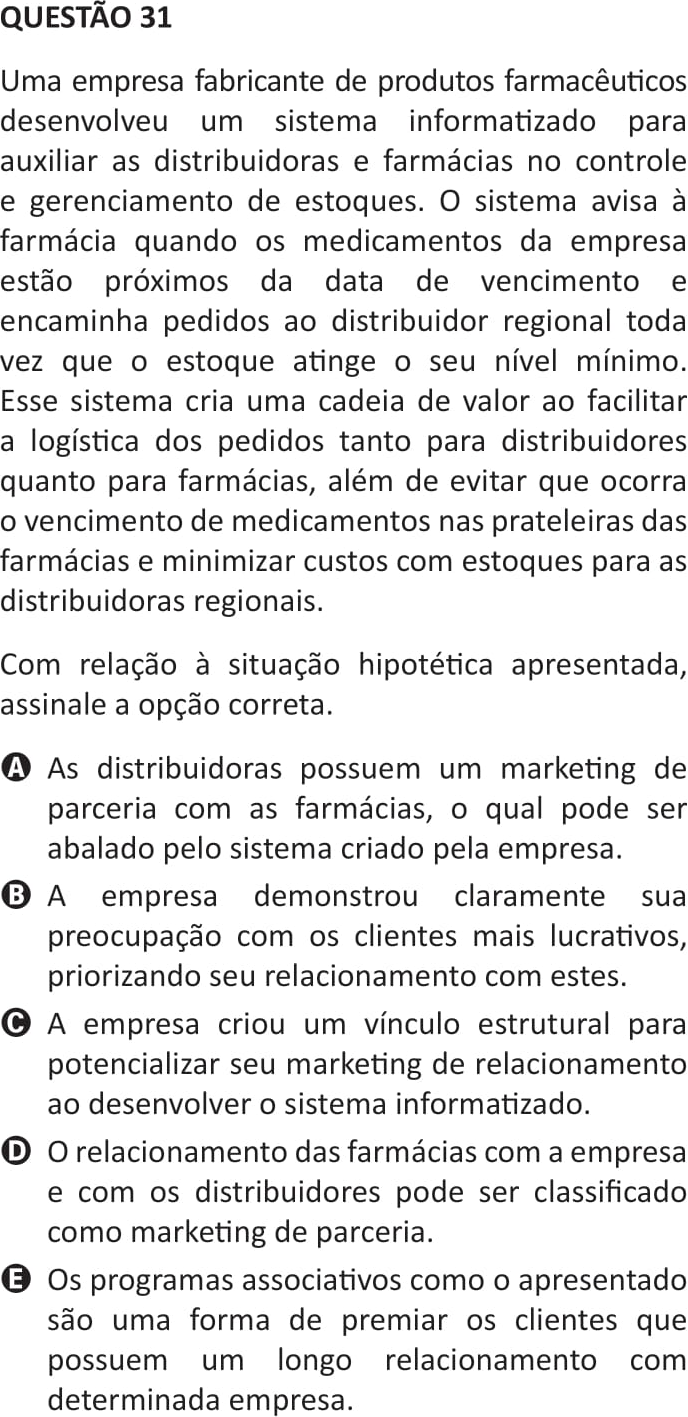 QUESTÃO 31
Uma empresa fabricante de produtos farmacêuticos
desenvolveu um sistema informatizado para
auxiliar as distribuidoras e farmácias no controle
e gerenciamento de estoques. O sistema avisa à
farmácia quando os medicamentos da empresa
estão próximos da data de vencimento e
encaminha pedidos ao distribuidor regional toda
vez que o estoque atinge o seu nível mínimo.
Esse sistema cria uma cadeia de valor ao facilitar
a logística dos pedidos tanto para distribuidores
quanto para farmácias, além de evitar que ocorra
o vencimento de medicamentos nas prateleiras das
farmácias e minimizar custos com estoques para as
distribuidoras regionais.
Com relação à situação hipotética apresentada,
assinale a opção correta.
A As distribuidoras possuem um marketing de
parceria com as farmácias, o qual pode ser
abalado pelo sistema criado pela empresa.
B A empresa demonstrou claramente sua
preocupação com os clientes mais lucrativos,
priorizando seu relacionamento com estes.
C A empresa criou um vínculo estrutural para
potencializar seu marketing de relacionamento
ao desenvolver o sistema informatizado.
D O relacionamento das farmácias com a empresa
e com os distribuidores pode ser classificado
como marketing de parceria.
E Os programas associativos como o apresentado
são uma forma de premiar os clientes que
possuem um longo relacionamento com
determinada empresa.